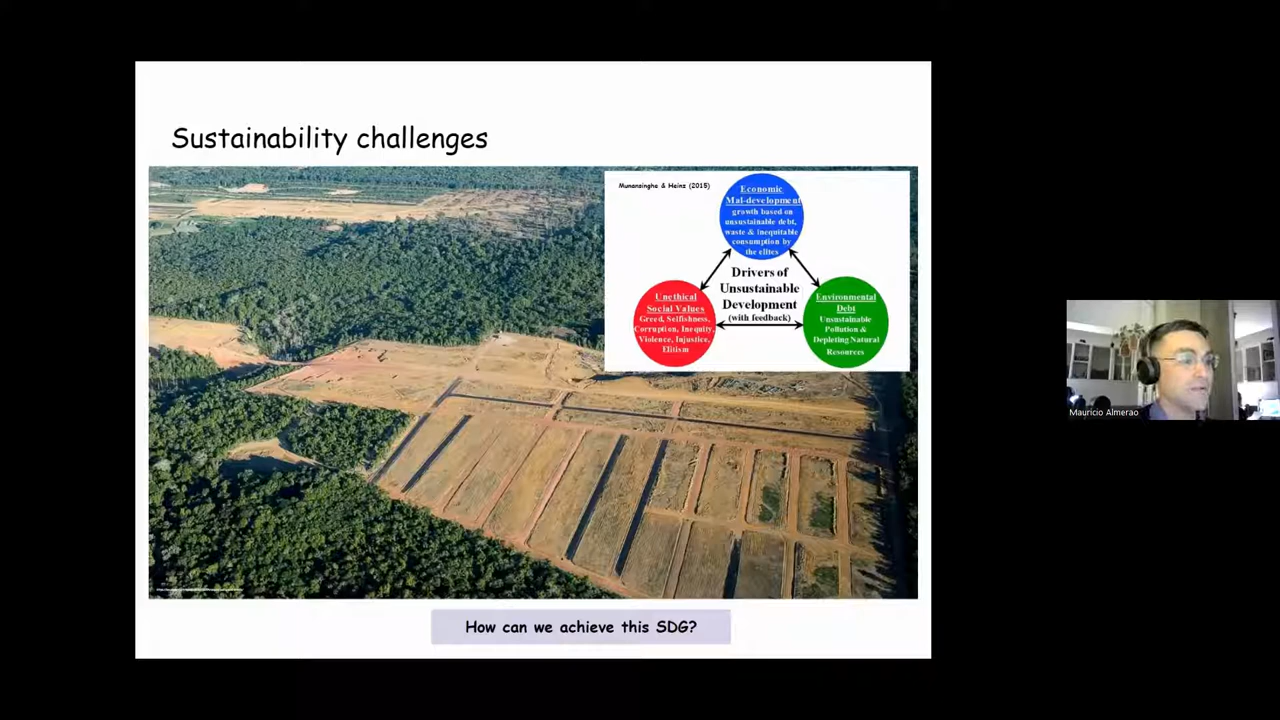 Sustainability challenges
Munansinghe & Heinz (2015)
Economic
Mal-development
growth based on
unsustainable debt,
waste & inequitable
consumption by
the elites
Drivers of
Unsustainable
Development
(with feedback)
Unethical
Social Values
Greed, Selfishness,
Corruption, Inequity,
Violence, Injustice,
Elitism
Environmental
Debt
Unsustainable
Pollution &
Depleting Natural
Resources
How can we achieve this SDG?
Mauricio Almerao